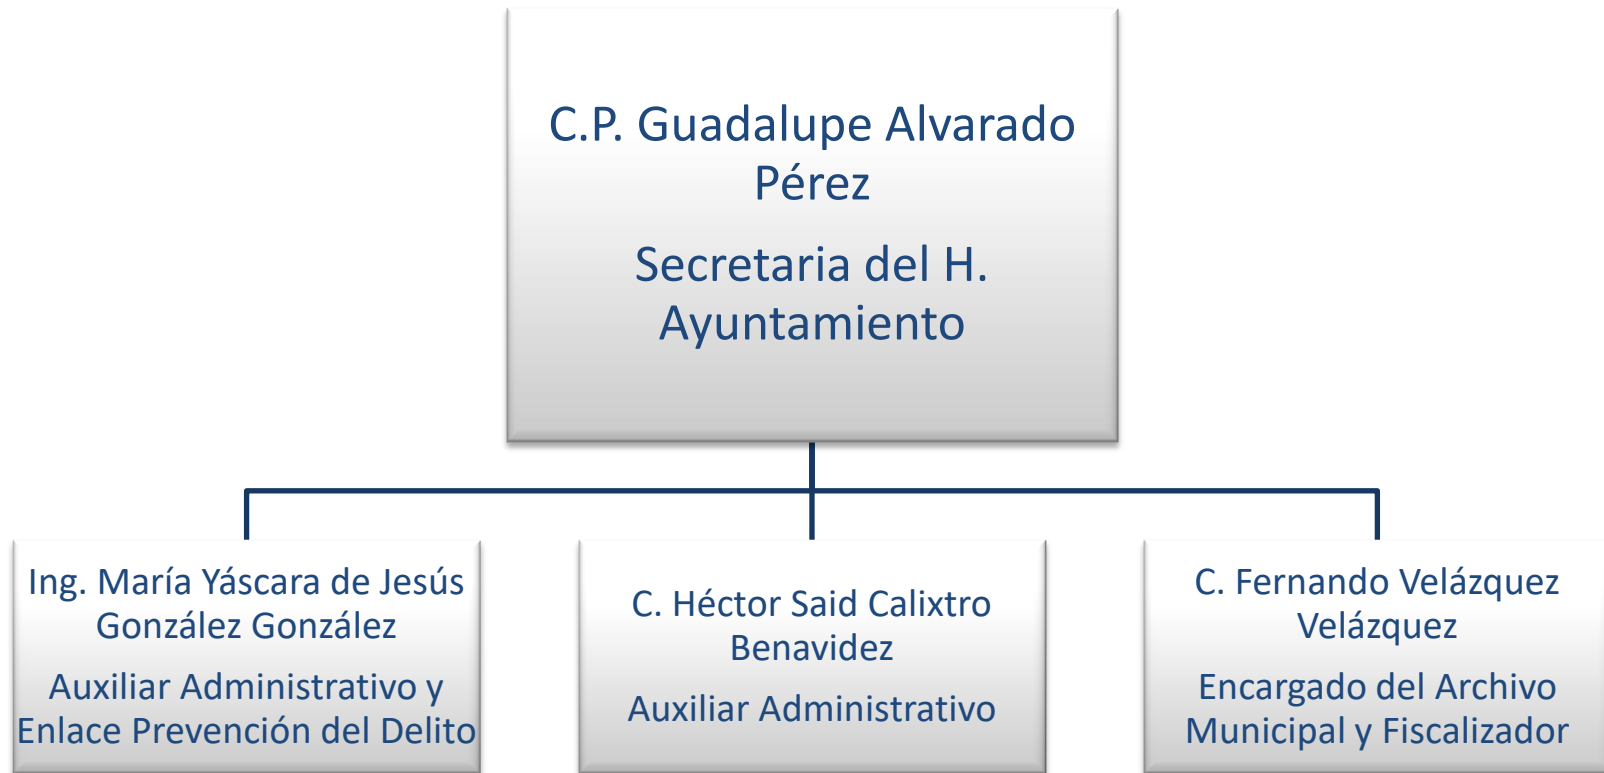 C.P. Guadalupe Alvarado
Pérez
Secretaria del H.
Ayuntamiento
Ing. María Yáscara de Jesús
González González
Auxiliar Administrativo y
Enlace Prevención del Delito
C. Héctor Said Calixtro
Benavidez
Auxiliar Administrativo
C. Fernando Velázquez
Velázquez
Encargado del Archivo
Municipal y Fiscalizador